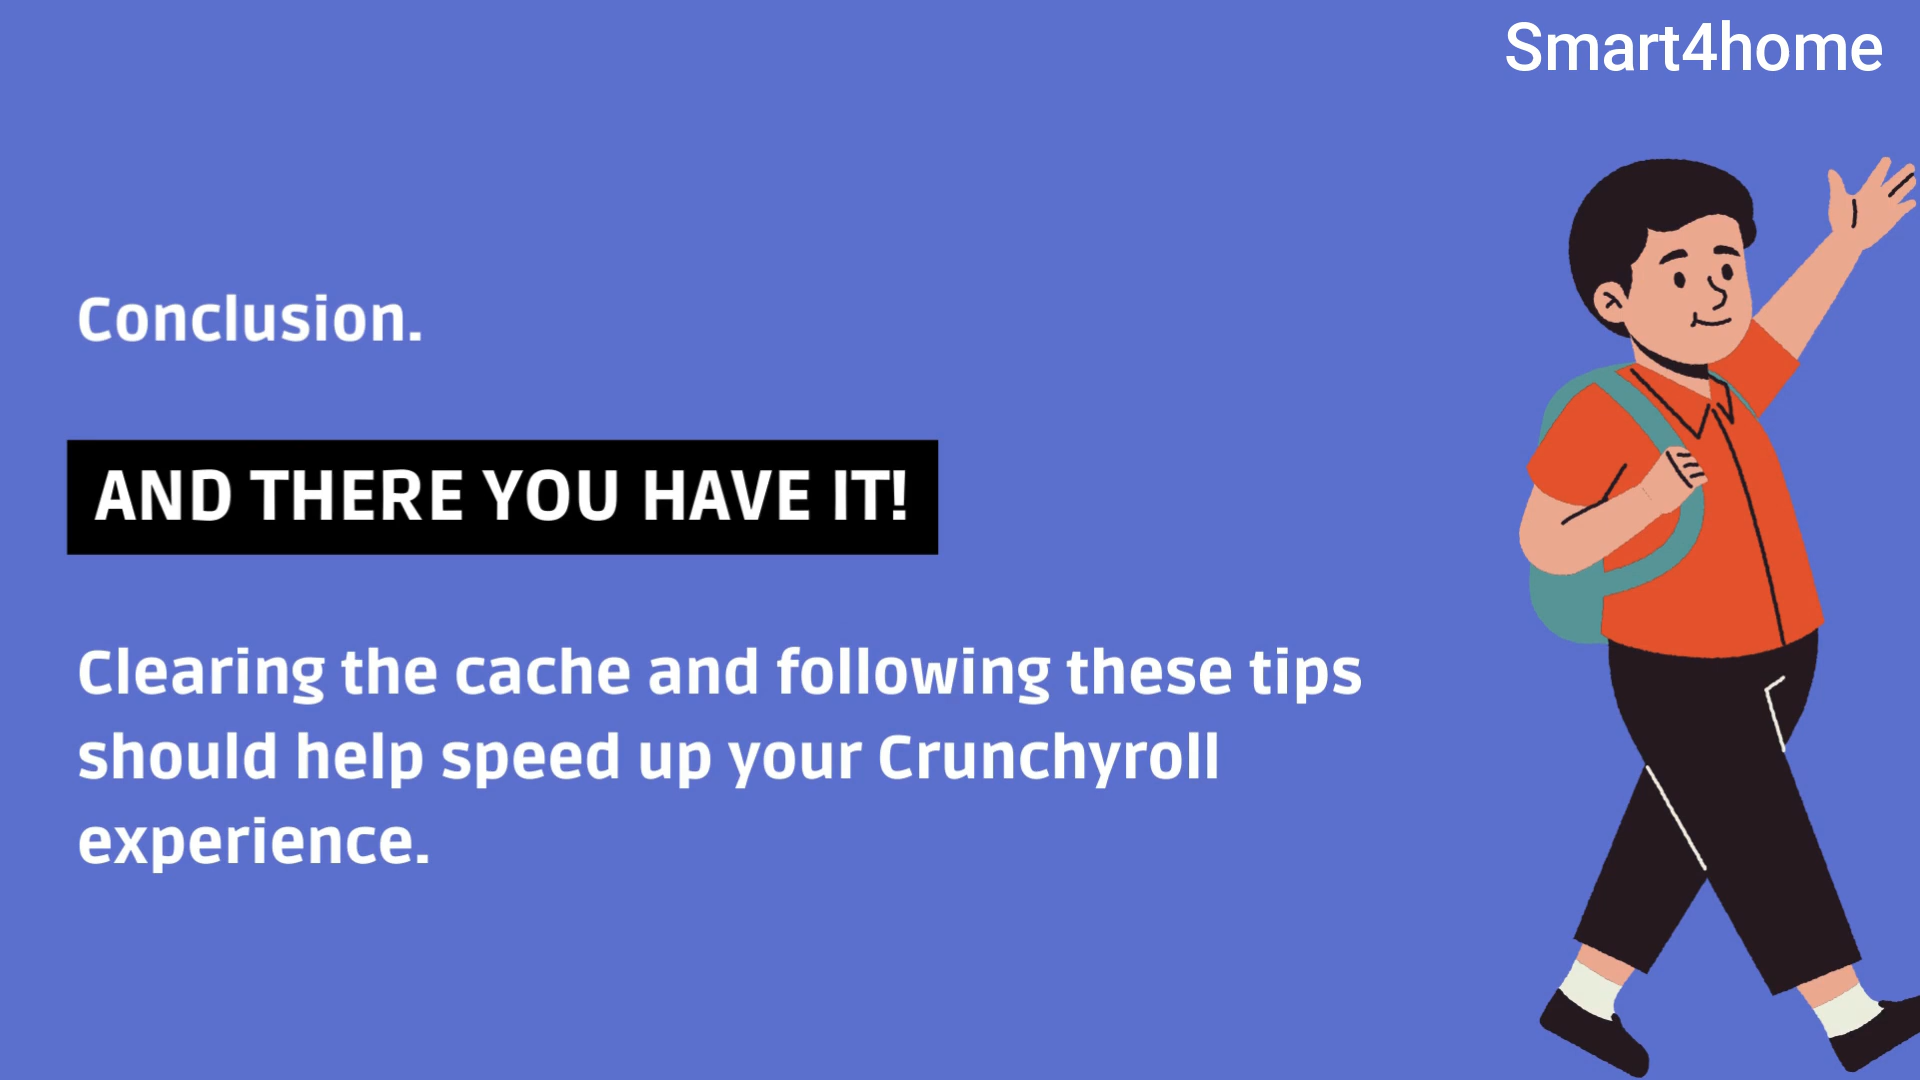 Smart4home
Conclusion.
AND THERE YOU HAVE IT!
Clearing the cache and following these tips
should help speed up your Crunchyroll
experience.